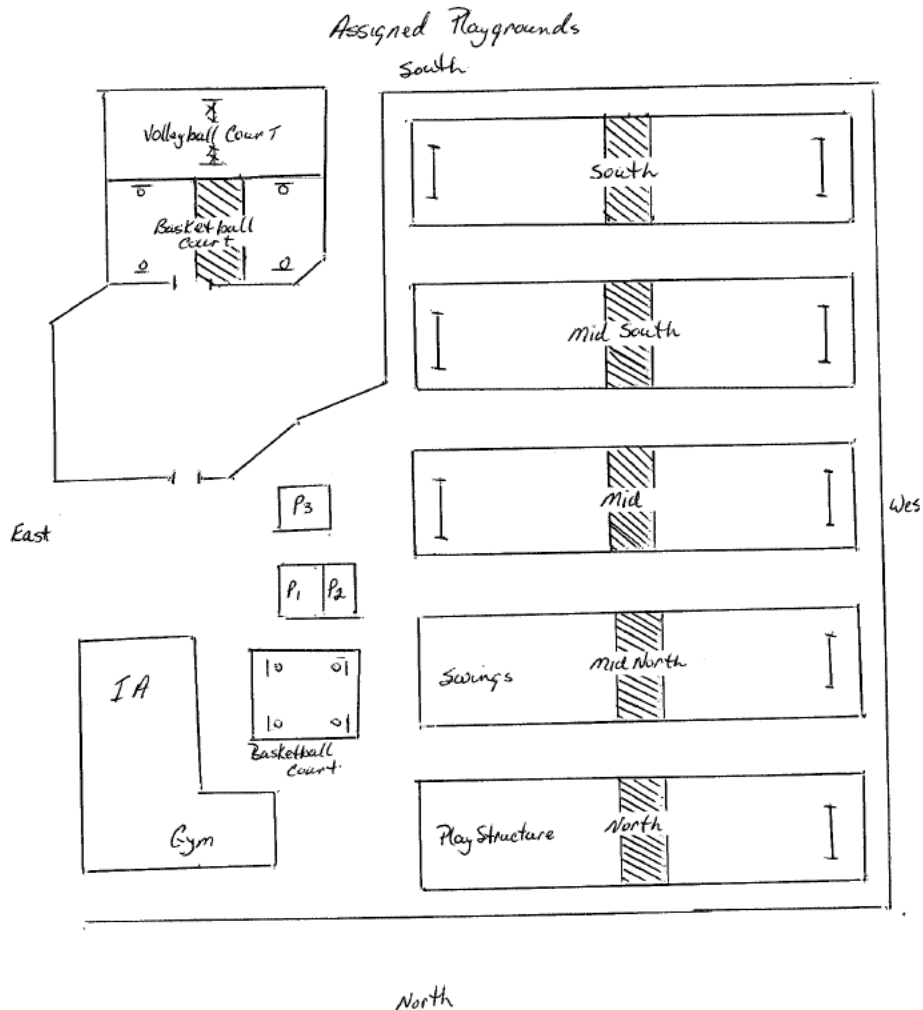 Assigned Playgrounds
South
Volleyball Court
South
Basketball
Court
Mid South
Mid
P3
East
Wes
P1
P2
Mid North
Swings
IA
Basketball
Court.
Play Structure
North
Gym
North